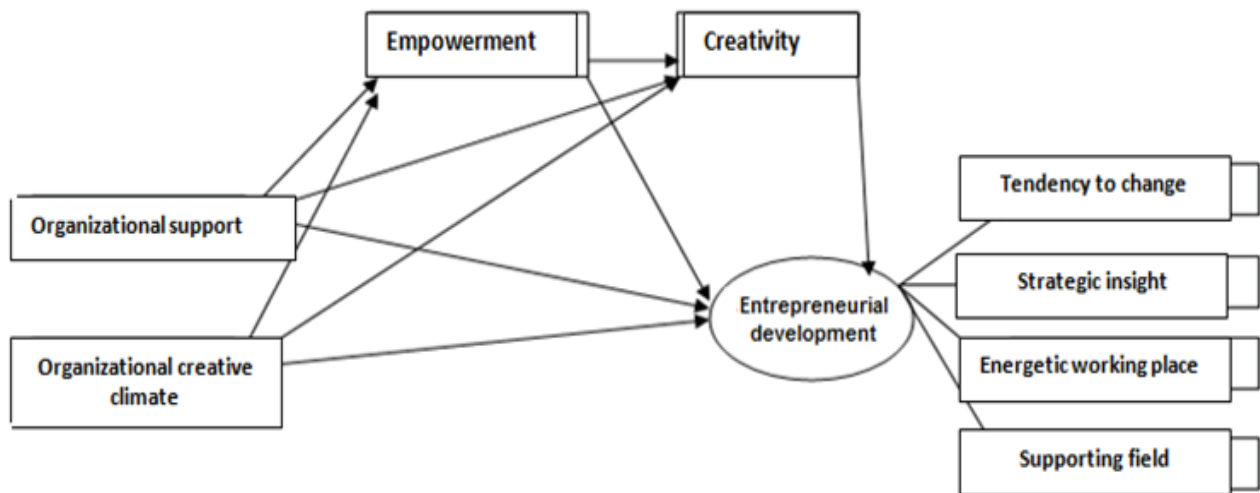 Empowerment
Creativity
Tendency to change
Organizational support
Strategic insight
Entrepreneurial
development
Organizational creative
climate
Energetic working place
Supporting field